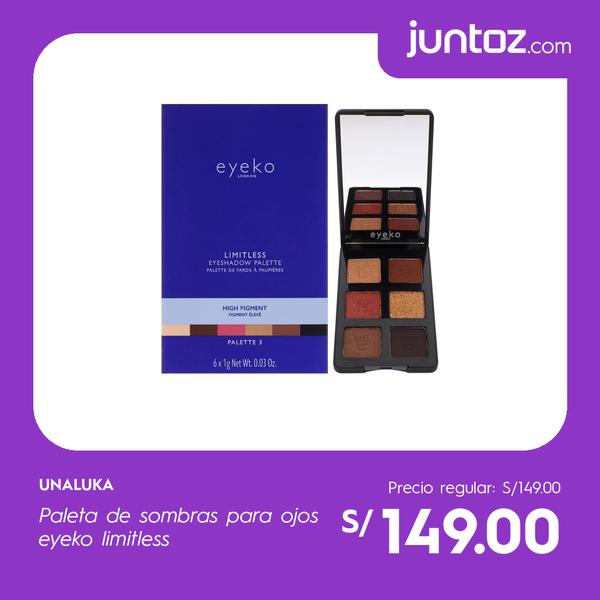 juntoz.com
eyeko
LONDON
LIMITLESS
EYESHADOW PALETTE
PALETTE DE FARDS À PAUPIÈRES
HIGH PIGMENT
PIGMENT ÉLEVÉ
PALETTE 3
6 x 1g Net Wt. 0.03 Oz.
eyeko
UNALUKA
Paleta de sombras para ojos
eyeko limitless
Precio regular: S/149.00
S/ 149.00